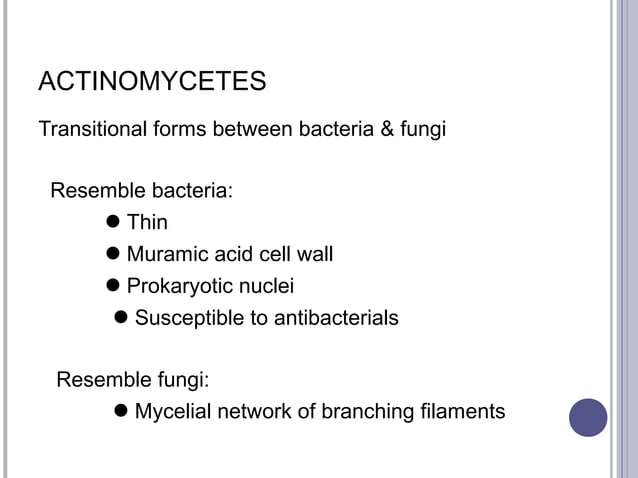 ACTINOMYCETES
Transitional forms between bacteria & fungi
Resemble bacteria:
● Thin
● Muramic acid cell wall
● Prokaryotic nuclei
● Susceptible to antibacterials
Resemble fungi:
● Mycelial network of branching filaments